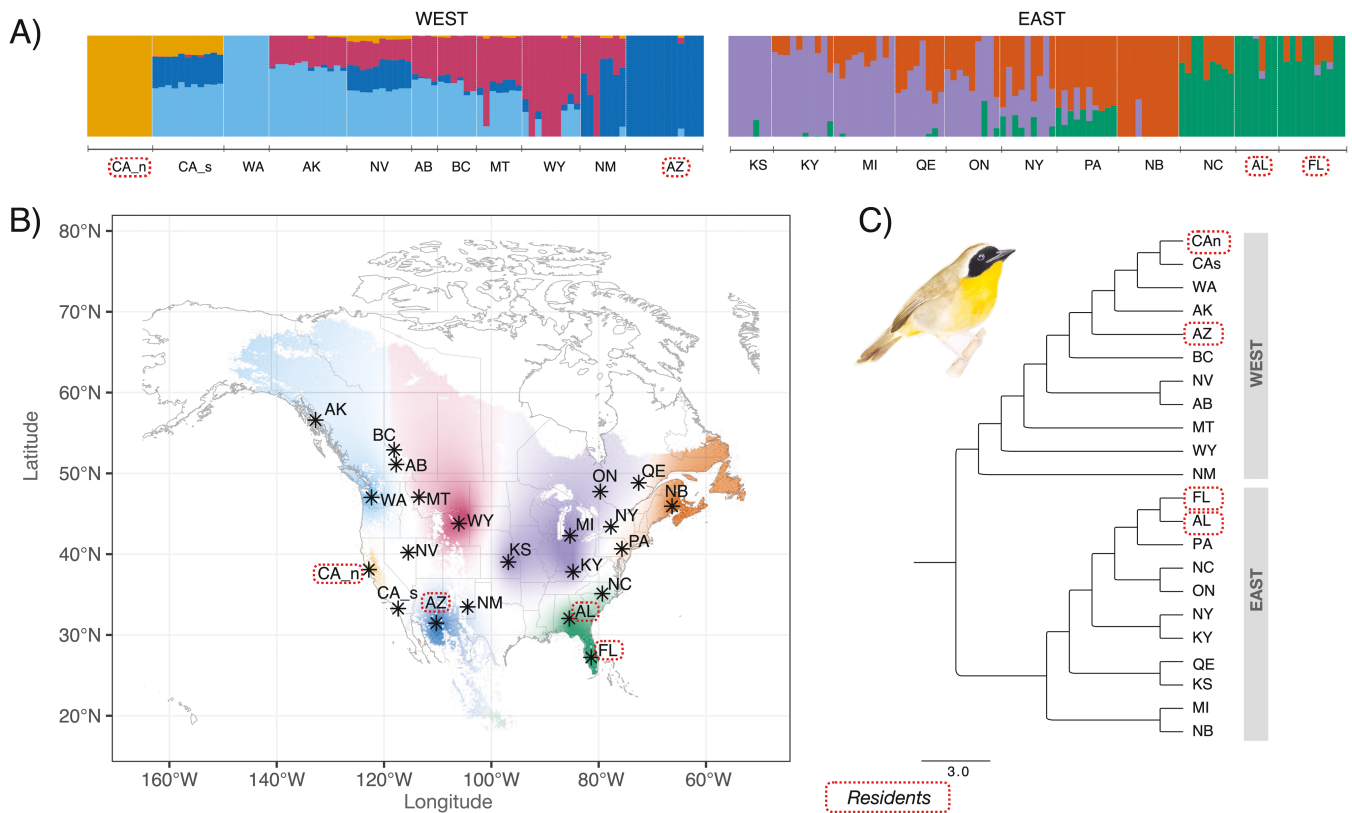 A)
WEST
EAST
CA_n CA_s WA AK NV AB BC MT WY NM AZ
KS KY MI QE ON NY PA NB NC AL FL
B)
80°N
70°N
60°N
50°N
40°N
30°N
20°N
Latitude
AK
BC
AB
WA
MT
WY
NV
CA_n
CA_s
AZ
NM
KS
MI
KY
ON
QE
NB
NY
PA
NC
AL
FL
160°W 140°W 120°W 100°W 80°W 60°W
Longitude
C)
CAn
CAs
WA
AK
AZ
BC
NV
AB
MT
WY
NM
WEST
FL
AL
PA
NC
ON
NY
KY
QE
KS
MI
NB
EAST
3.0
Residents